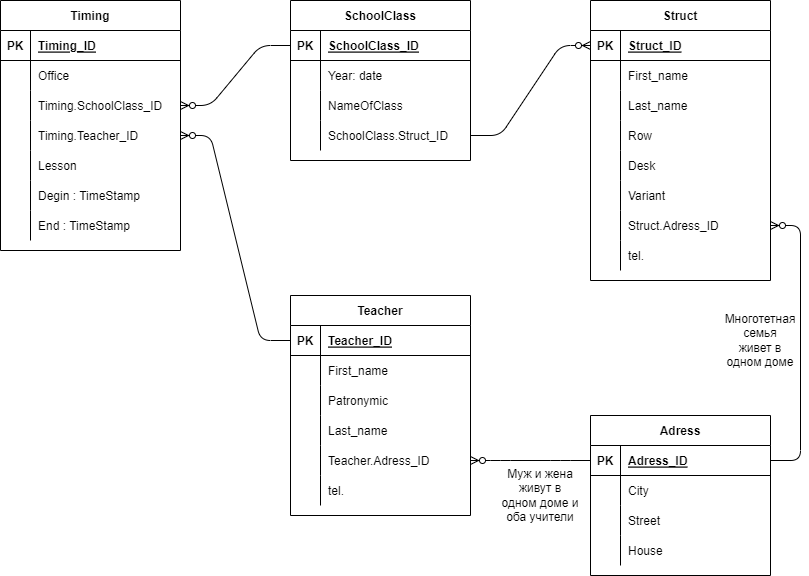 Timing
PK Timing_ID
Office
Timing.SchoolClass_ID
Timing.Teacher_ID
Lesson
Degin : TimeStamp
End : TimeStamp
SchoolClass
PK SchoolClass_ID
Year: date
NameOfClass
SchoolClass.Struct_ID
Struct
PK Struct_ID
First_name
Last_name
Row
Desk
Variant
Struct.Adress_ID
tel.
Teacher
PK Teacher_ID
First_name
Patronymic
Last_name
Teacher.Adress_ID
tel.
Многотетная
семья
живет в
одном доме
Муж и жена
живут в
одном доме и
оба учители
Adress
PK Adress_ID
City
Street
House